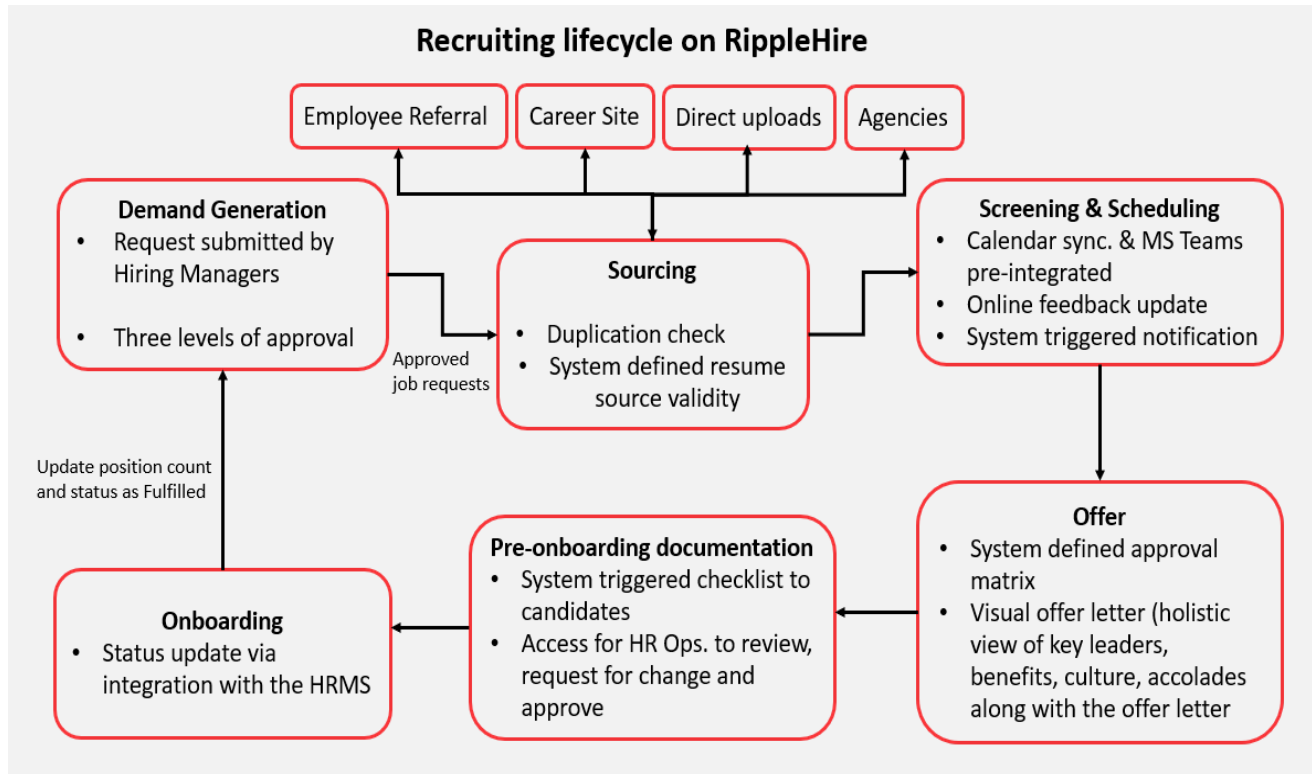 Recruiting lifecycle on RippleHire
Employee Referral
Career Site
Direct uploads
Agencies
Demand Generation
• Request submitted by
Hiring Managers
• Three levels of approval
Approved
job requests
Sourcing
• Duplication check
• System defined resume
source validity
Screening & Scheduling
• Calendar sync. & MS Teams
pre-integrated
• Online feedback update
• System triggered notification
Offer
• System defined approval
matrix
• Visual offer letter (holistic
view of key leaders,
benefits, culture, accolades
along with the offer letter
Pre-onboarding documentation
• System triggered checklist to
candidates
• Access for HR Ops. to review,
request for change and
approve
Onboarding
• Status update via
integration with the HRMS
Update position count
and status as Fulfilled